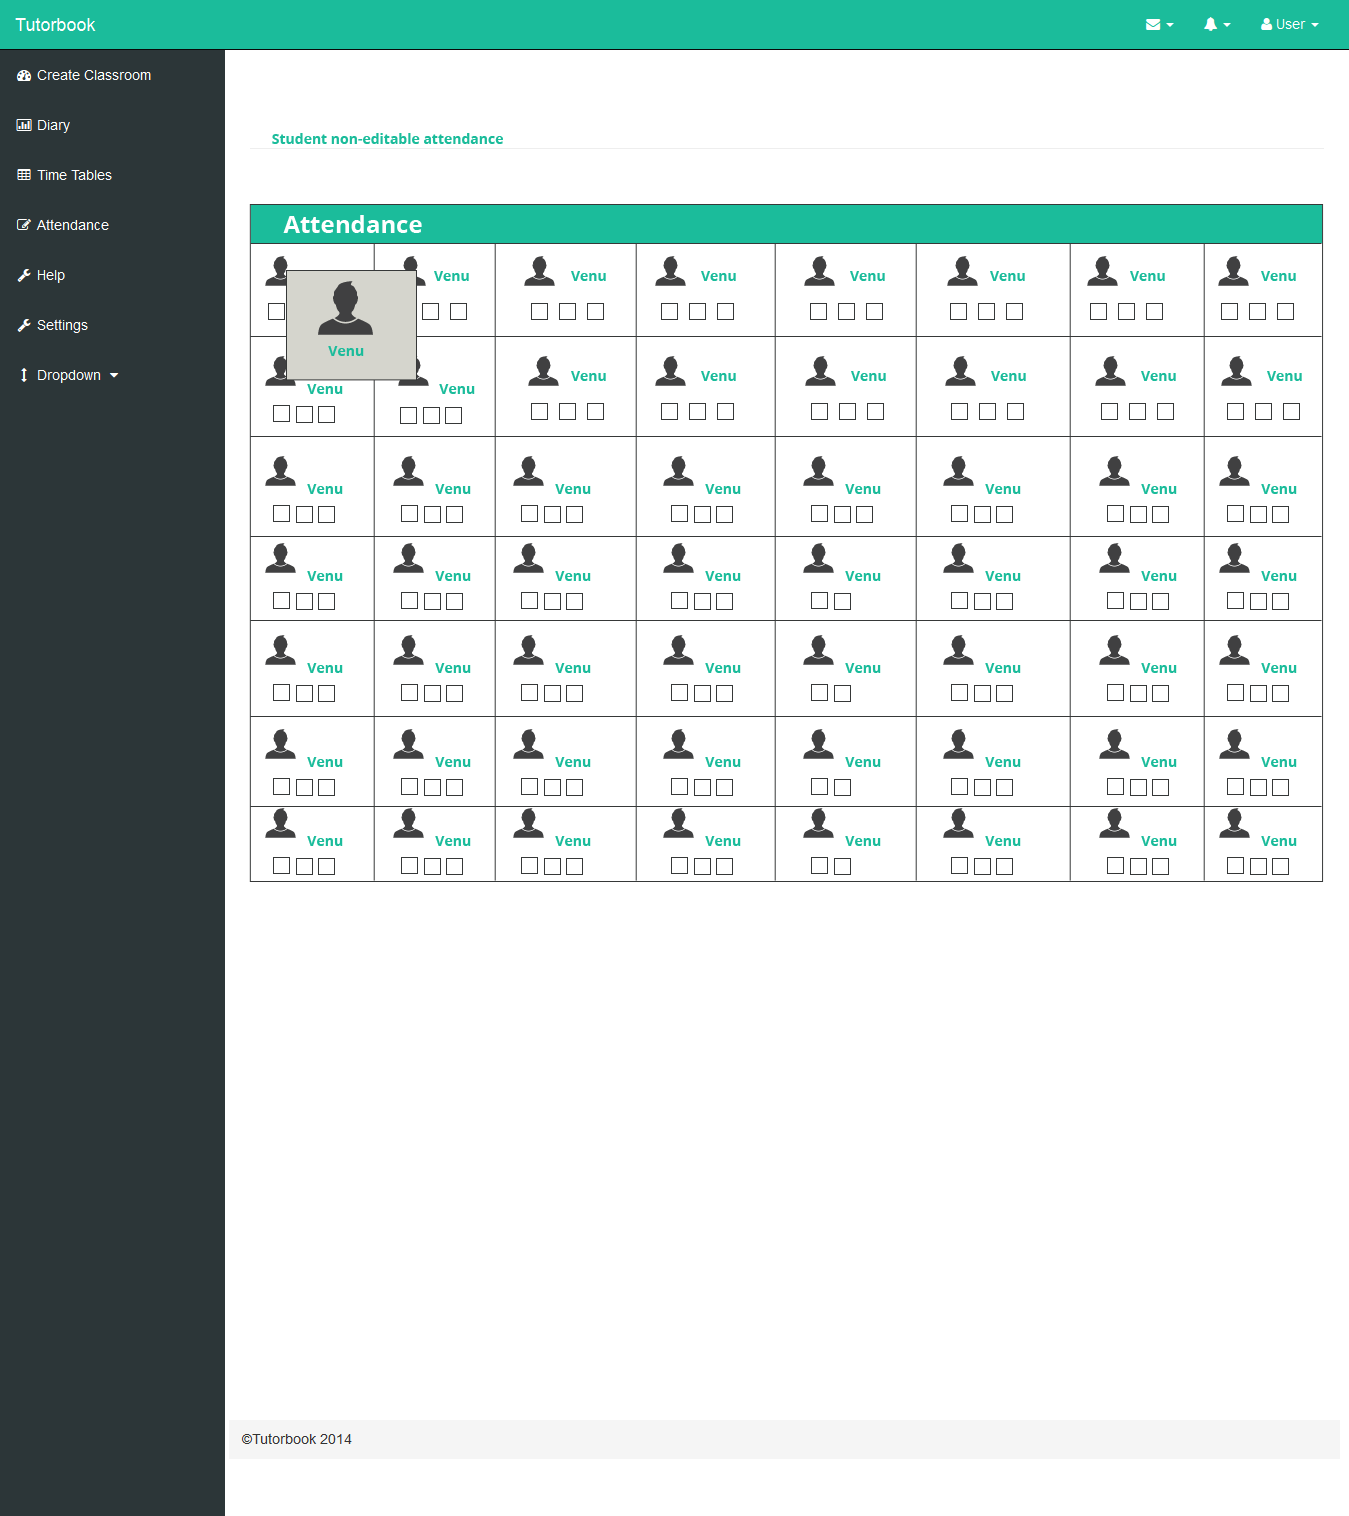 Tutorbook
User
Create Classroom
Diary
Time Tables
Attendance
Help
Settings
Dropdown
Student non-editable attendance
Attendance
Venu Venu Venu Venu Venu Venu Venu
Venu
Venu Venu Venu Venu Venu Venu Venu Venu
Venu Venu Venu Venu Venu Venu Venu Venu
Venu Venu Venu Venu Venu Venu Venu Venu
Venu Venu Venu Venu Venu Venu Venu Venu
Venu Venu Venu Venu Venu Venu Venu Venu
Venu Venu Venu Venu Venu Venu Venu Venu
©Tutorbook 2014